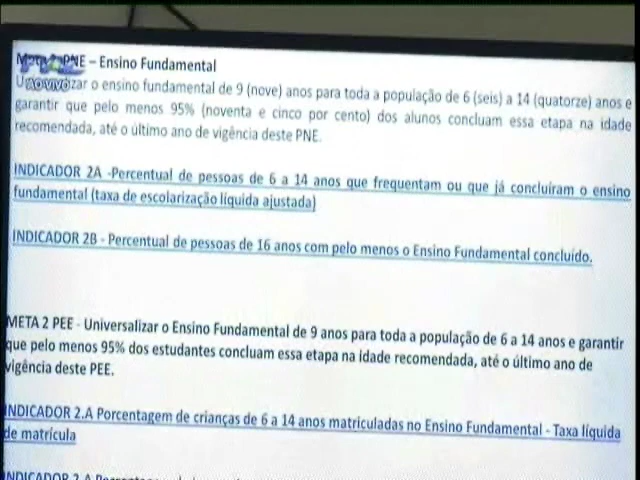 Meta 2 PNE – Ensino Fundamental
AO VIVO
zar o ensino fundamental de 9 (nove) anos para toda a população de 6 (seis) a 14 (quatorze) anos e
garantir que pelo menos 95% (noventa e cinco por cento) dos alunos concluam essa etapa na idade
recomendada, até o último ano de vigência deste PNE.
INDICADOR 2A -Percentual de pessoas de 6 a 14 anos que frequentam ou que já concluíram o ensino
fundamental (taxa de escolarização líquida ajustada)
INDICADOR 2B - Percentual de pessoas de 16 anos com pelo menos o Ensino Fundamental concluído.
META 2 PEE - Universalizar o Ensino Fundamental de 9 anos para toda a população de 6 a 14 anos e garantir
que pelo menos 95% dos estudantes concluam essa etapa na idade recomendada, até o último ano de
vigência deste PEE.
INDICADOR 2.A Porcentagem de crianças de 6 a 14 anos matriculadas no Ensino Fundamental - Taxa líquida
de matrícula
INDICADOR 2.A